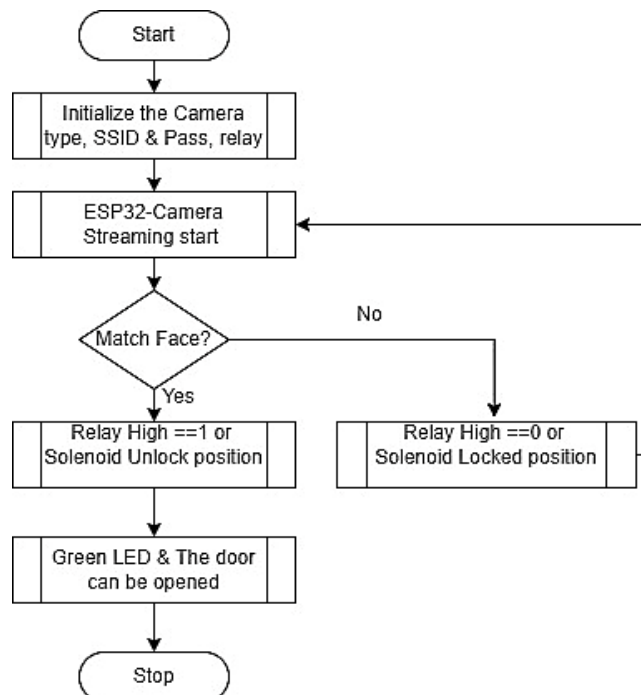 Start
Initialize the Camera
type, SSID & Pass, relay
ESP32-Camera
Streaming start
Match Face?
No
Yes
Relay High ==1 or
Solenoid Unlock position
Relay High ==0 or
Solenoid Locked position
Green LED & The door
can be opened
Stop